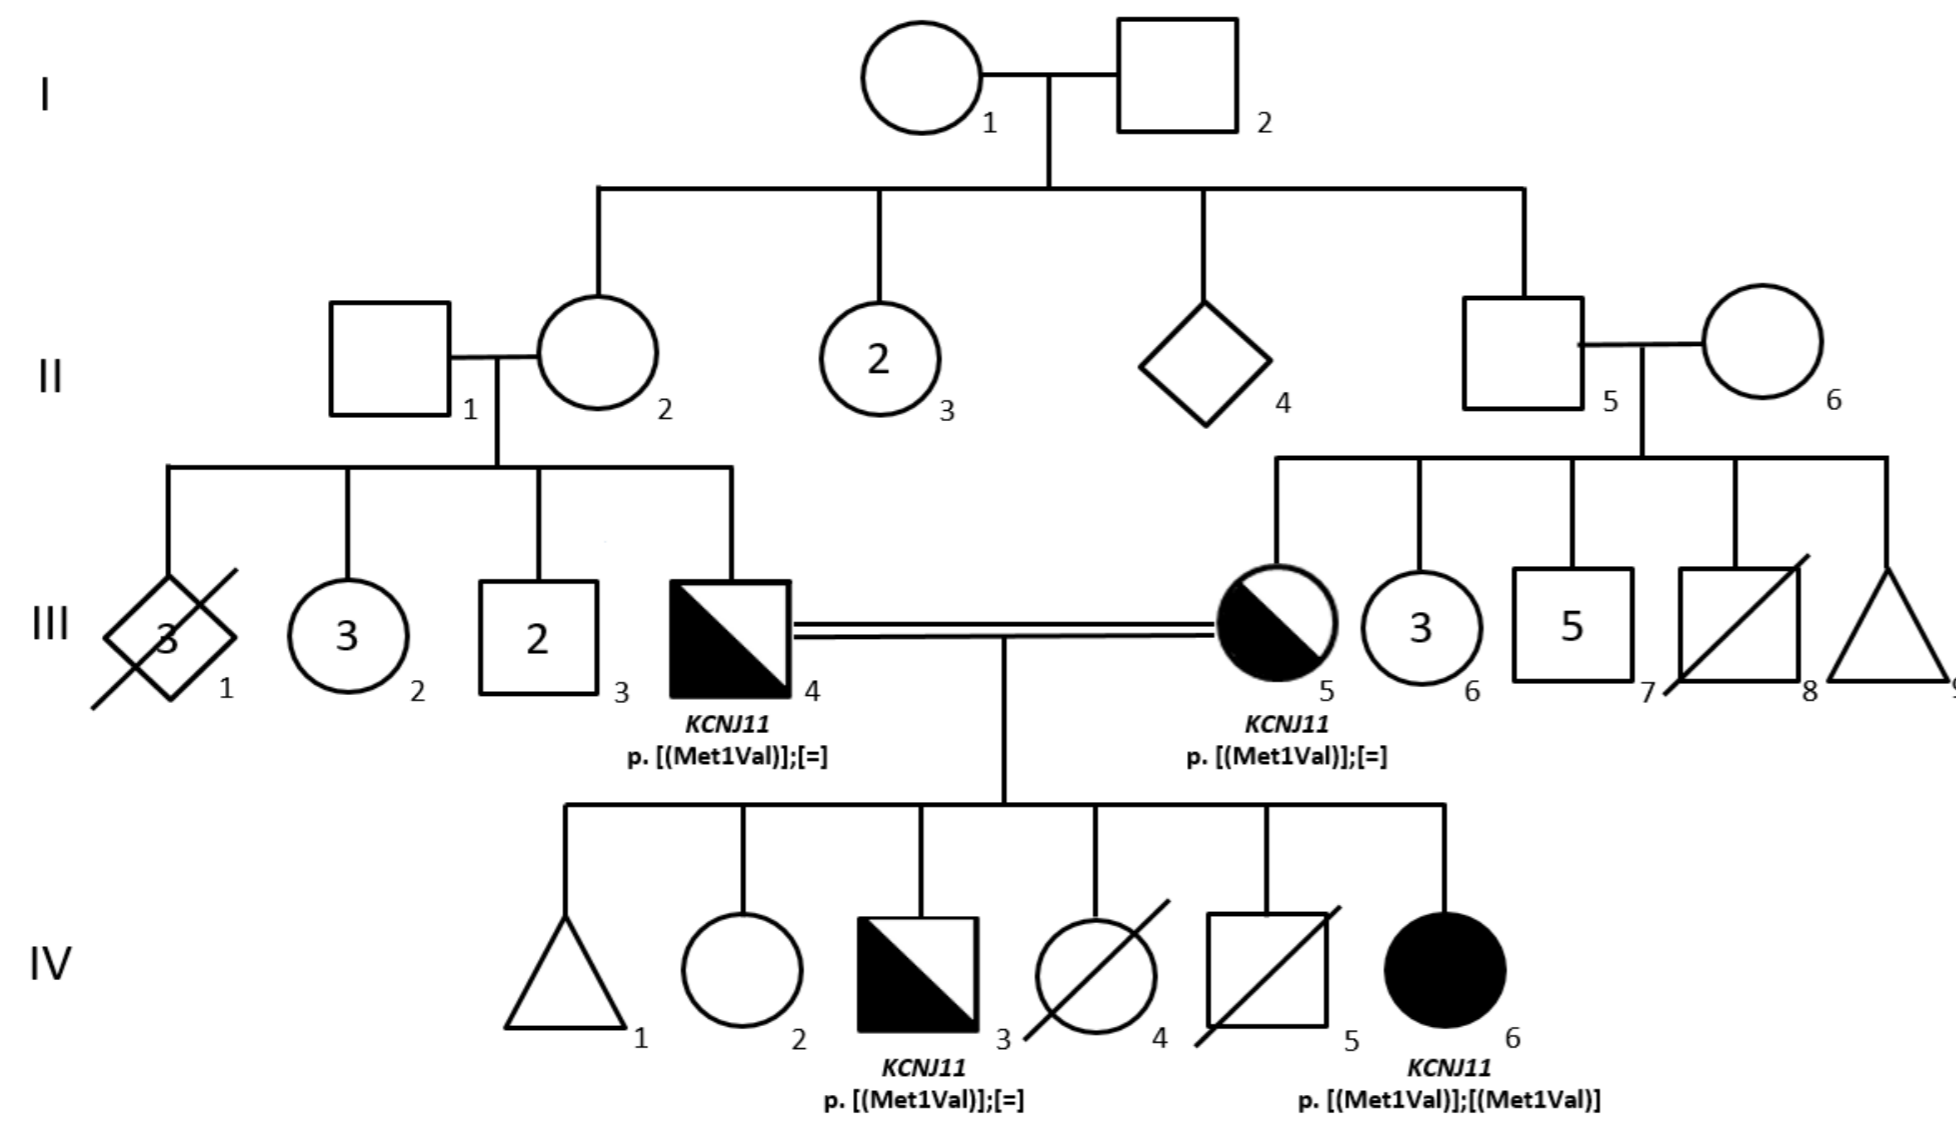 I
1
2
II
1
2
2
3
4
5
6
III
3
1
3
2
2
3
4
5
3
6
5
7
8
9
KCNJ11
p. [(Met1Val)];[=]
KCNJ11
p. [(Met1Val)];[=]
IV
1
2
3
4
5
6
KCNJ11
p. [(Met1Val)];[=]
KCNJ11
p. [(Met1Val)];[(Met1Val)]